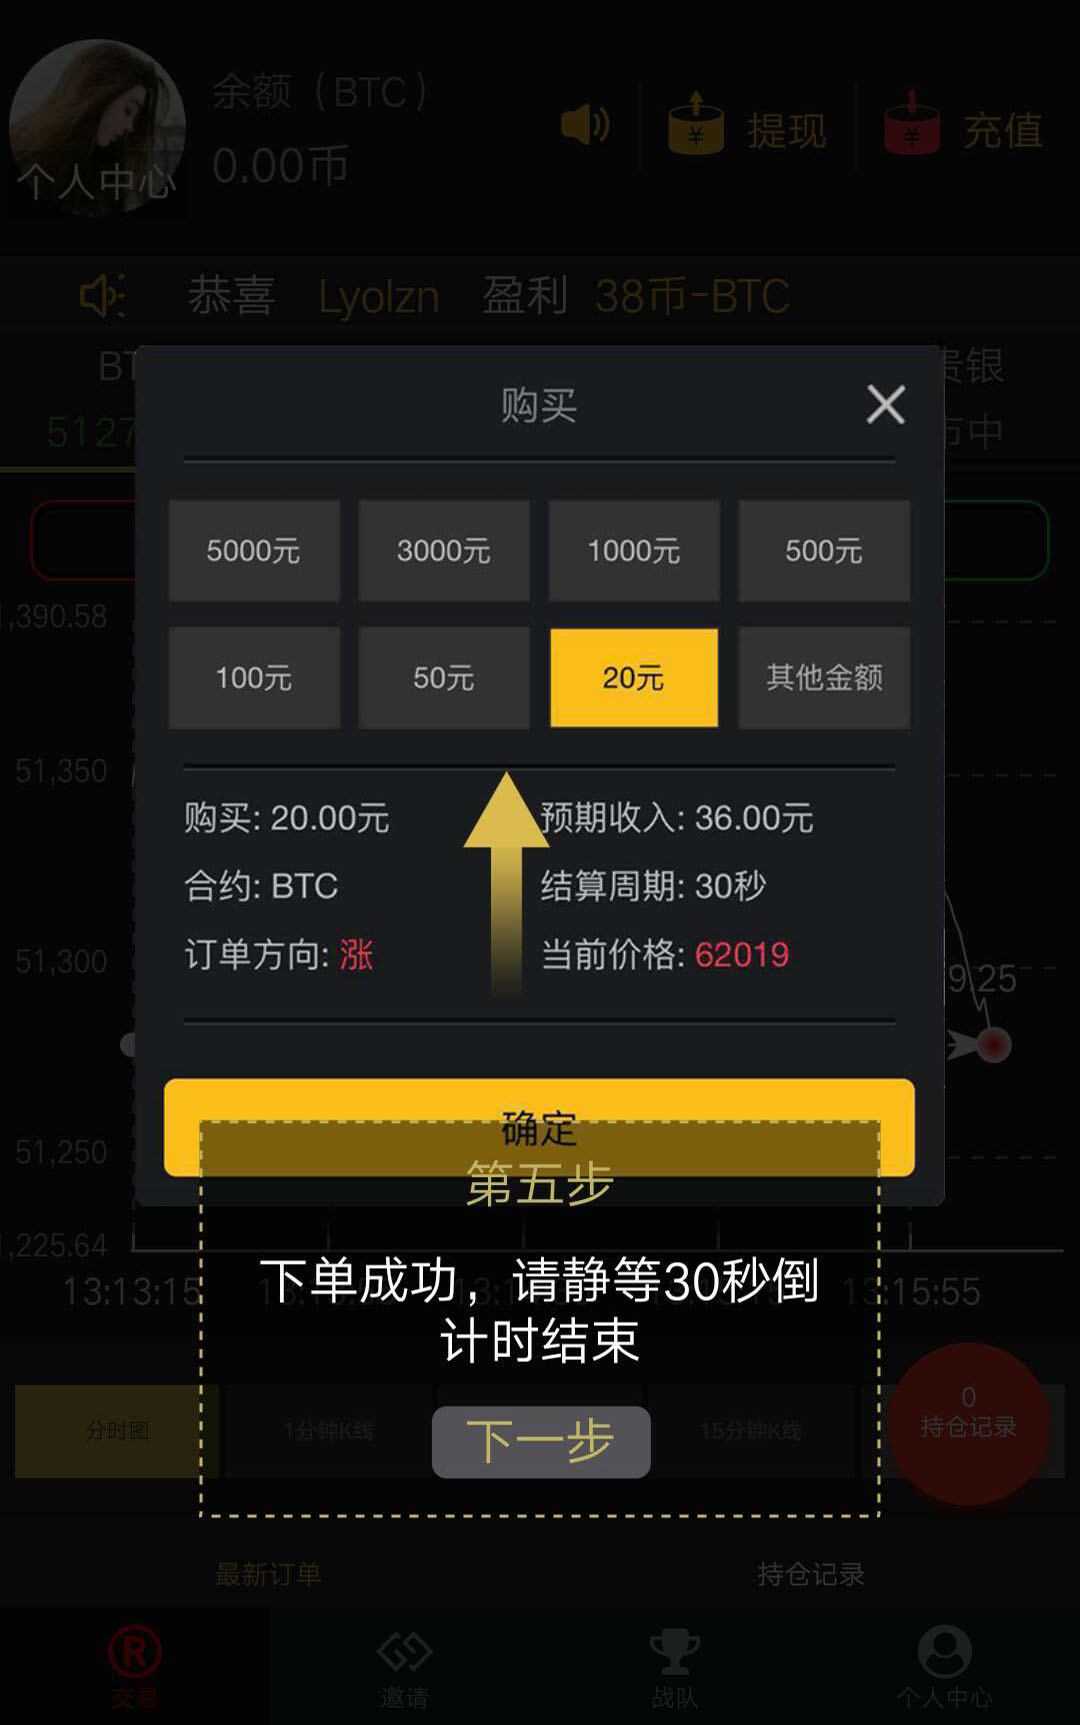 余额（BTC）
0.00币
个人中心
¥ 提现
¥ 充值
恭喜 Lyolzn 盈利 38币-BTC
贵银
5127
市中
购买
5000元 3000元 1000元 500元
100元 50元 20元 其他金额
购买: 20.00元 预期收入: 36.00元
合约: BTC 结算周期: 30秒
订单方向: 涨 当前价格: 62019
确定
,390.58
51,350
51,300
9.25
51,250
,225.64
第五步
下单成功，请静等30秒倒
计时结束
下一步
13:13:15 13:15:55
分时图 1分钟K线 15分钟K线
0
持仓记录
最新订单 持仓记录
R
交易 邀请 战队 个人中心